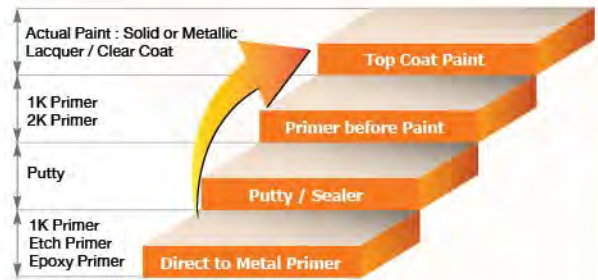 Actual Paint : Solid or Metallic
Lacquer / Clear Coat
Top Coat Paint
1K Primer
2K Primer
Primer before Paint
Putty
Putty / Sealer
1K Primer
Etch Primer
Epoxy Primer
Direct to Metal Primer